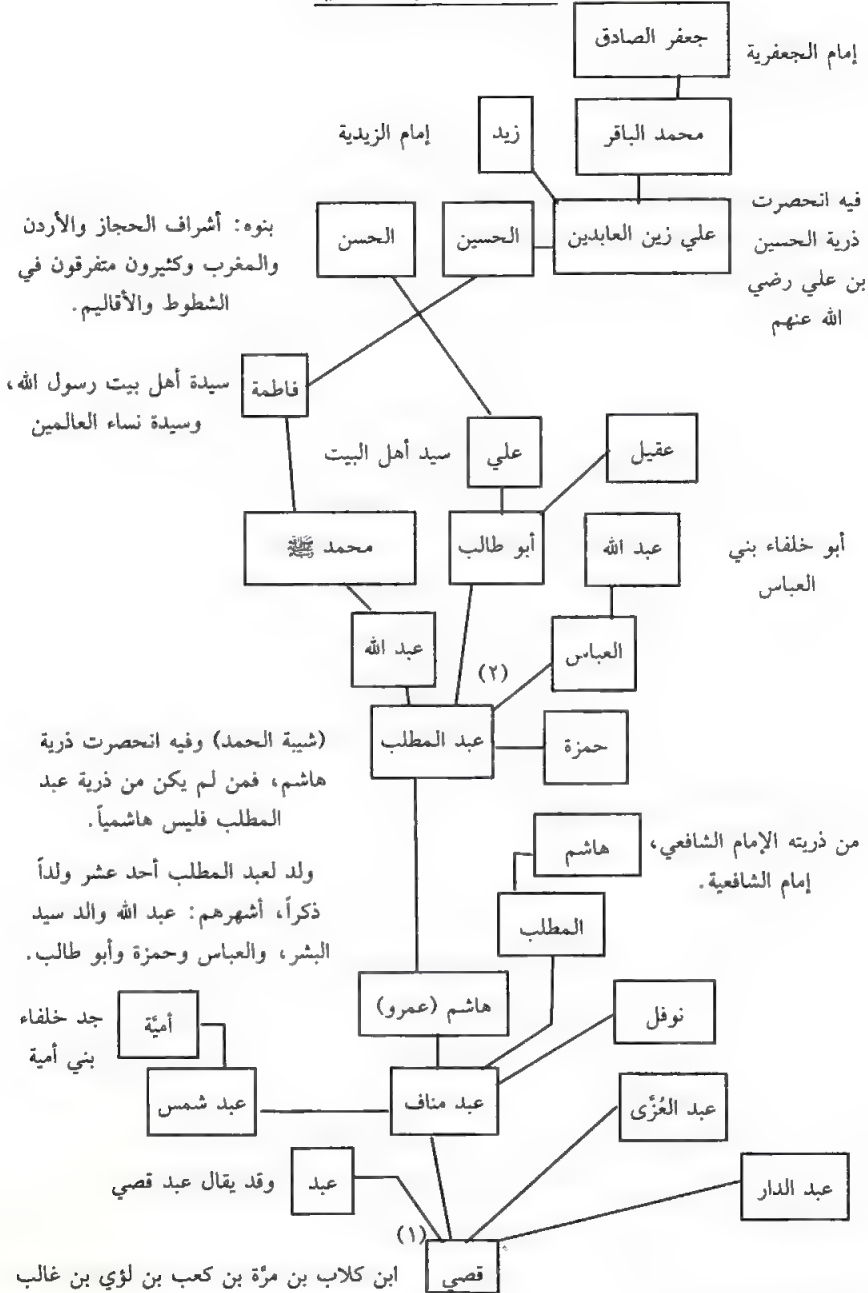 جعفر الصادق
إمام الجعفرية
محمد الباقر
زيد
إمام الزيدية
فيه انحصرت
ذرية الحسين
بن علي رضي
الله عنهم
علي زين العابدين
الحسين
الحسن
بنوه: أشراف الحجاز والأردن
والمغرب وكثيرون متفرقون في
الشطوط والأقاليم.
فاطمة
سيدة أهل بيت رسول الله،
وسيدة نساء العالمين
عقيل
علي
سيد أهل البيت
أبو خلفاء بني
العباس
عبد الله
أبو طالب
محمد ﷺ
العباس
عبد الله
(٢)
حمزة
عبد المطلب
(شيبة الحمد) وفيه انحصرت ذرية
هاشم، فمن لم يكن من ذرية عبد
المطلب فليس هاشمياً.
من ذريته الإمام الشافعي،
إمام الشافعية.
هاشم
المطلب
ولد لعبد المطلب أحد عشر ولداً
ذكراً، أشهرهم: عبد الله والد سيد
البشر، والعباس وحمزة وأبو طالب.
هاشم (عمرو)
نوفل
أميَّة
جد خلفاء
بني أمية
عبد العُزَّى
عبد مناف
عبد شمس
عبد الدار
عبد
وقد يقال عبد قصي
(١)
قصي
ابن كلاب بن مرَّة بن كعب بن لؤي بن غالب